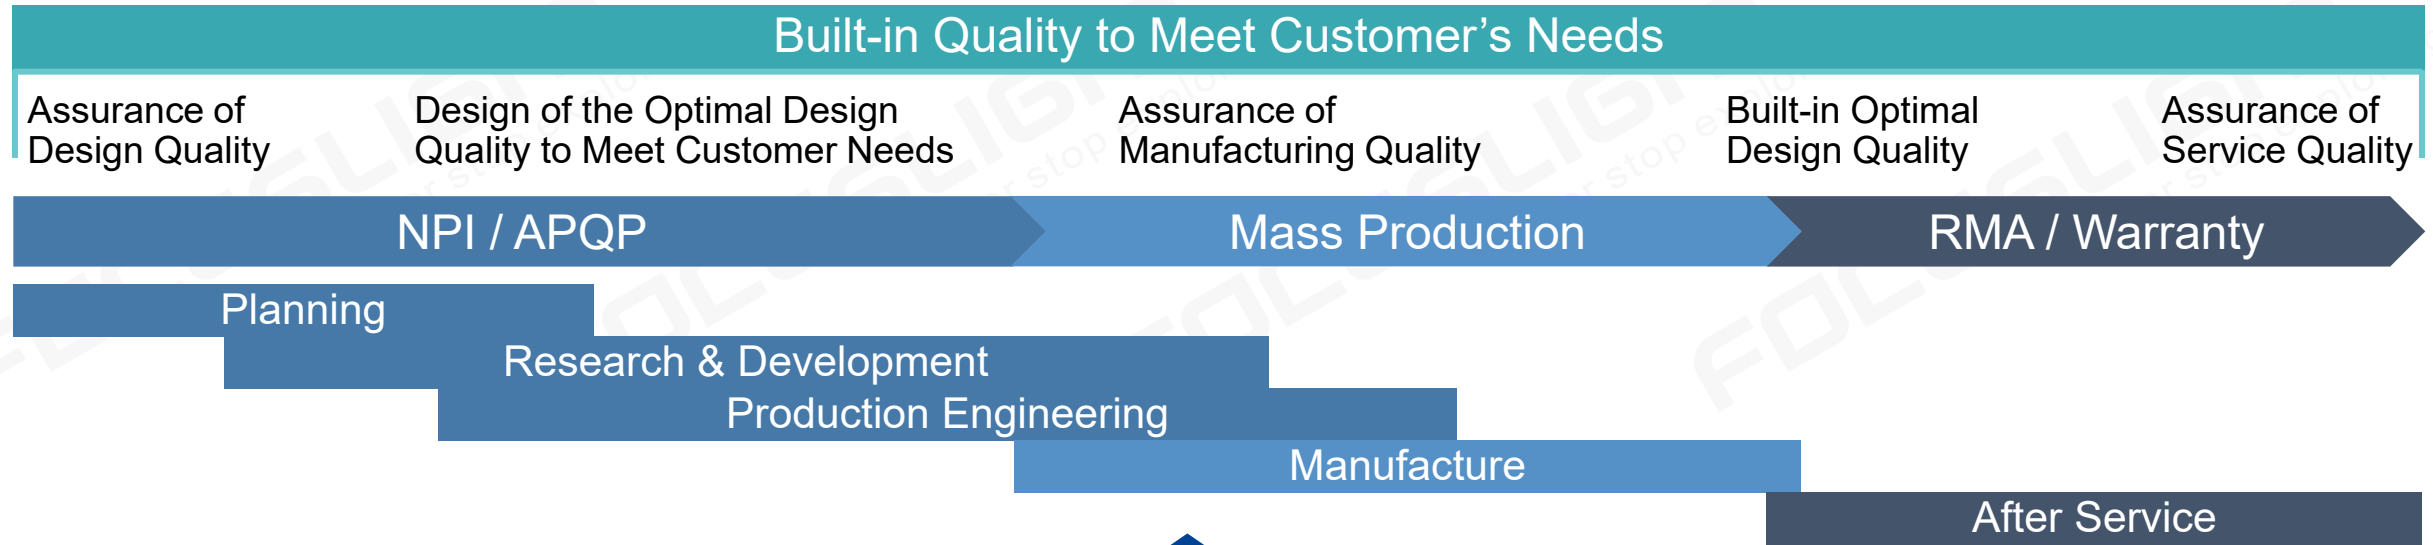 Built-in Quality to Meet Customer’s Needs
Assurance of
Design Quality
Design of the Optimal Design
Quality to Meet Customer Needs
Assurance of
Manufacturing Quality
Built-in Optimal
Design Quality
Assurance of
Service Quality
NPI / APQP
Mass Production
RMA / Warranty
Planning
Research & Development
Production Engineering
Manufacture
After Service